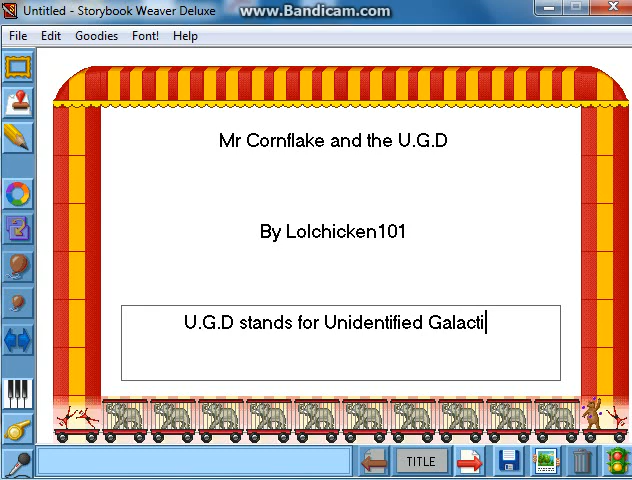 Untitled - Storybook Weaver Deluxe
www.Bandicam.com
File Edit Goodies Font! Help
Mr Cornflake and the U.G.D
By Lolchicken101
U.G.D stands for Unidentified Galacti
TITLE